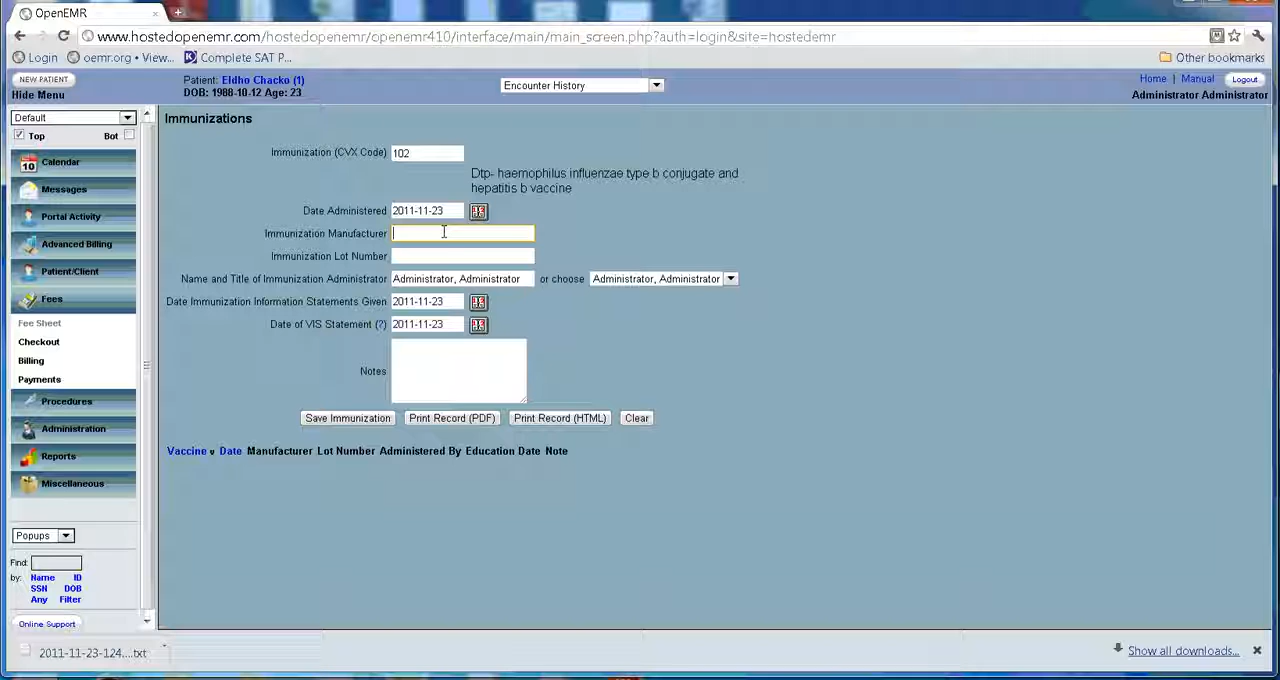 OpenEMR
www.hostedopenemr.com/hostedopenemr/openemr410/interface/main/main_screen.php?auth=login&site=hostedemr
Login oemr.org • View... Complete SAT P... Other bookmarks
NEW PATIENT
Hide Menu
Patient: Eldho Chacko (1)
DOB: 1988-10-12 Age: 23
Encounter History
Home | Manual Logout
Administrator Administrator
Default
Top Bot
10 Calendar
Messages
Portal Activity
Advanced Billing
Patient/Client
Fees
Fee Sheet
Checkout
Billing
Payments
Procedures
Administration
Reports
Miscellaneous
Popups
Find:
by: Name ID
SSN DOB
Any Filter
Online Support
Immunizations
Immunization (CVX Code) 102
Dtp- haemophilus influenzae type b conjugate and
hepatitis b vaccine
Date Administered 2011-11-23
Immunization Manufacturer
Immunization Lot Number
Name and Title of Immunization Administrator Administrator, Administrator or choose Administrator, Administrator
Date Immunization Information Statements Given 2011-11-23
Date of VIS Statement (?) 2011-11-23
Notes
Save Immunization Print Record (PDF) Print Record (HTML) Clear
Vaccine v Date Manufacturer Lot Number Administered By Education Date Note
2011-11-23-124....txt
Show all downloads...